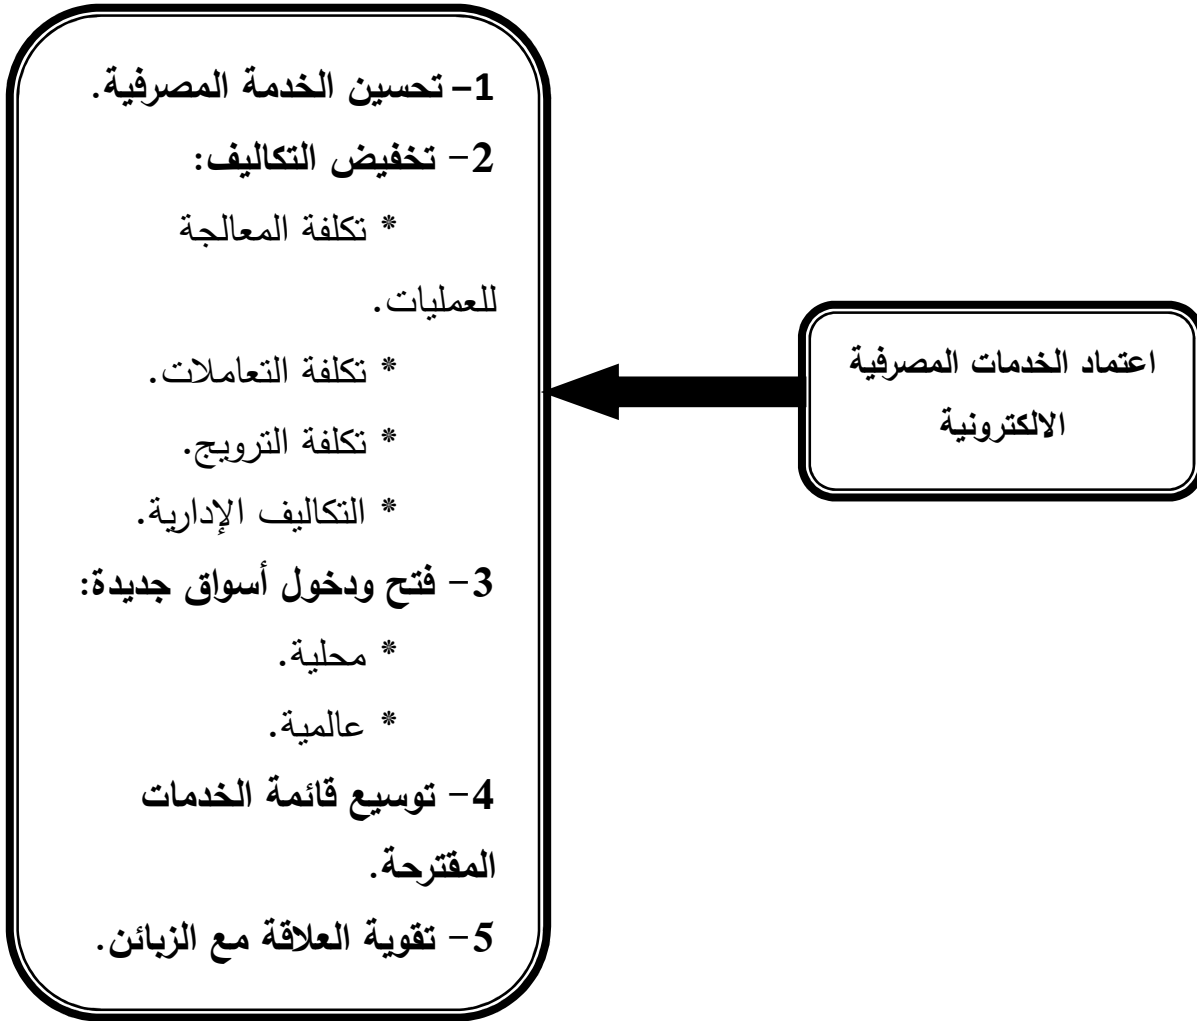 اعتماد الخدمات المصرفية
الالكترونية
1- تحسين الخدمة المصرفية.
2- تخفيض التكاليف:
* تكلفة المعالجة
للعمليات.
* تكلفة التعاملات.
* تكلفة الترويج.
* التكاليف الإدارية.
3- فتح ودخول أسواق جديدة:
* محلية.
* عالمية.
4- توسيع قائمة الخدمات
المقترحة.
5- تقوية العلاقة مع الزبائن.